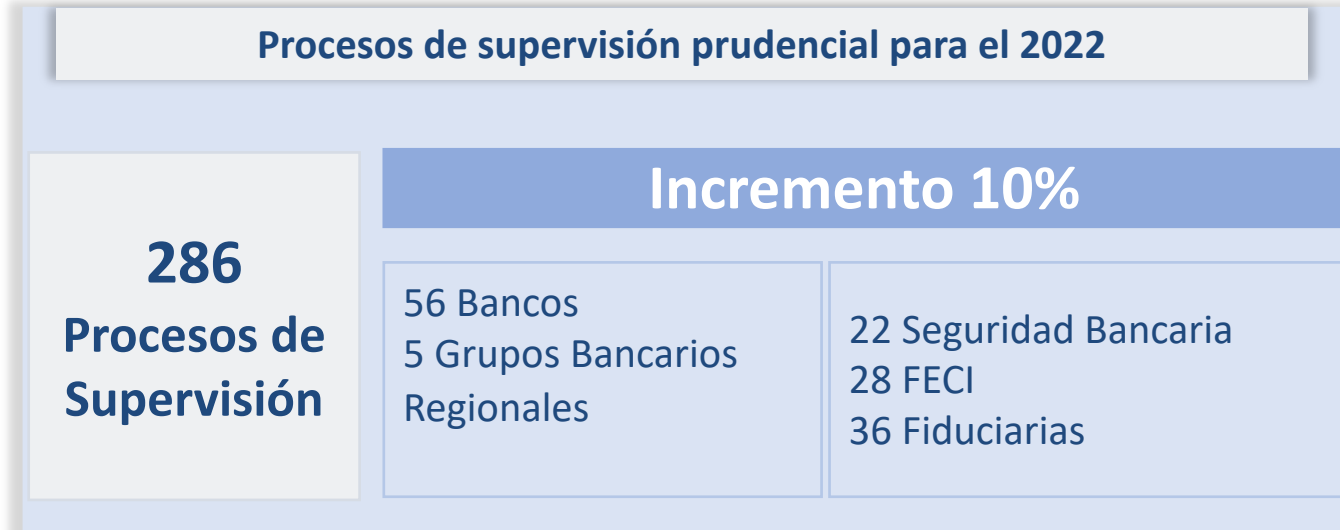 Procesos de supervisión prudencial para el 2022
Incremento 10%
286
Procesos de
Supervisión
56 Bancos
5 Grupos Bancarios
Regionales
22 Seguridad Bancaria
28 FECI
36 Fiduciarias